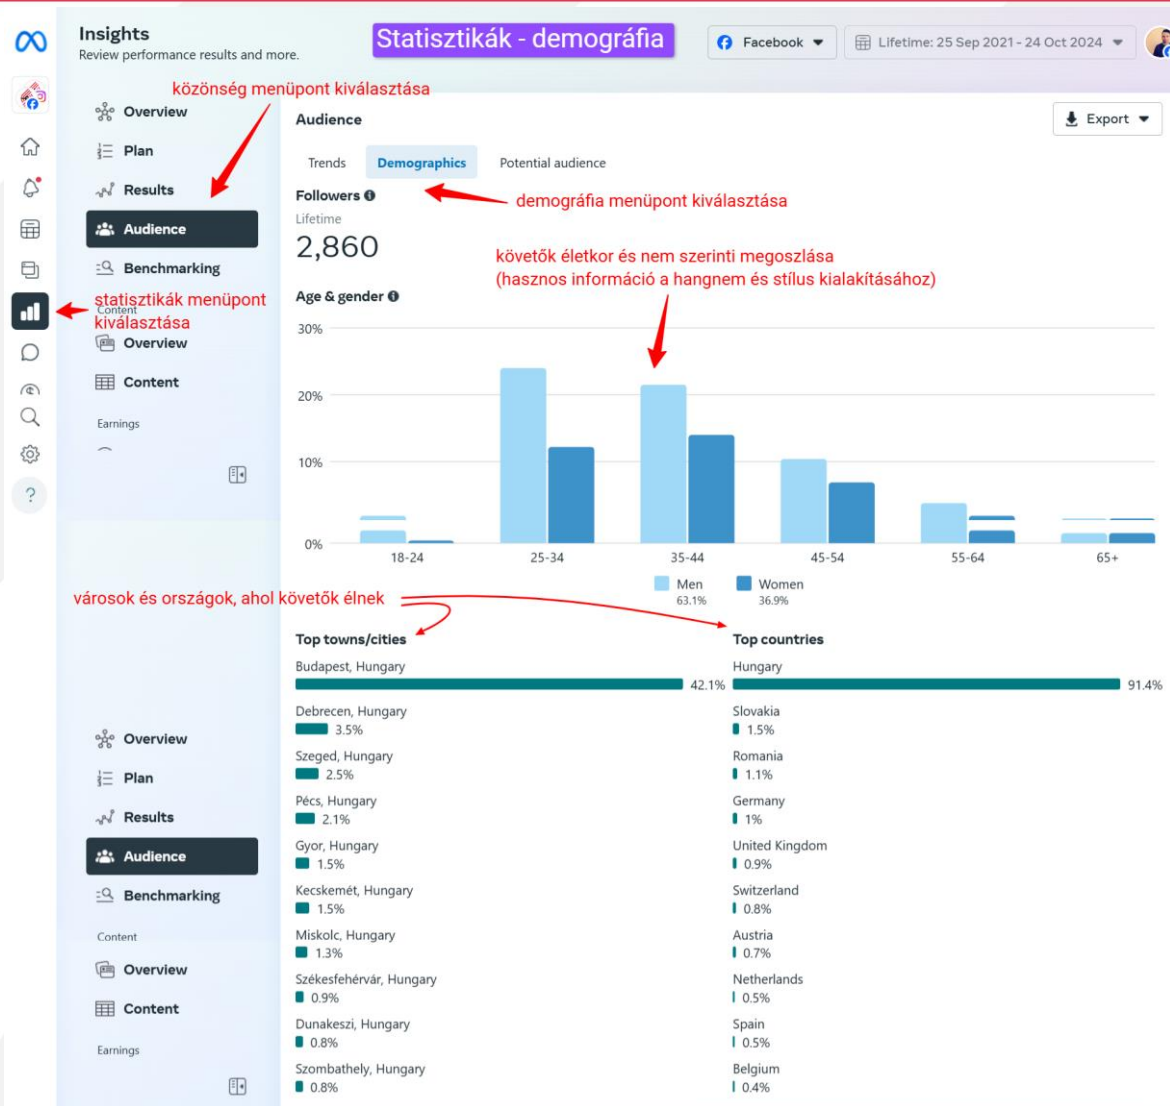 Insights
Review performance results and more.
Statisztikák - demográfia
Facebook
Lifetime: 25 Sep 2021 - 24 Oct 2024
közönség menüpont kiválasztása
Overview
Plan
Results
Audience
Benchmarking
statisztikák menüpont
kiválasztása
Content
Overview
Content
Earnings
?
Audience
Export
Trends
Demographics
Potential audience
demográfia menüpont kiválasztása
Followers
Lifetime
2,860
követők életkor és nem szerinti megoszlása
(hasznos információ a hangnem és stílus kialakításához)
Age & gender
30%
20%
10%
0%
18-24
25-34
35-44
45-54
55-64
65+
Men
63.1%
Women
36.9%
városok és országok, ahol követők élnek
Top towns/cities
Budapest, Hungary
42.1%
Debrecen, Hungary
3.5%
Szeged, Hungary
2.5%
Pécs, Hungary
2.1%
Gyor, Hungary
1.5%
Kecskemét, Hungary
1.5%
Miskolc, Hungary
1.3%
Székesfehérvár, Hungary
0.9%
Dunakeszi, Hungary
0.8%
Szombathely, Hungary
0.8%
Top countries
Hungary
91.4%
Slovakia
1.5%
Romania
1.1%
Germany
1%
United Kingdom
0.9%
Switzerland
0.8%
Austria
0.7%
Netherlands
0.5%
Spain
0.5%
Belgium
0.4%
Overview
Plan
Results
Audience
Benchmarking
Content
Overview
Content
Earnings